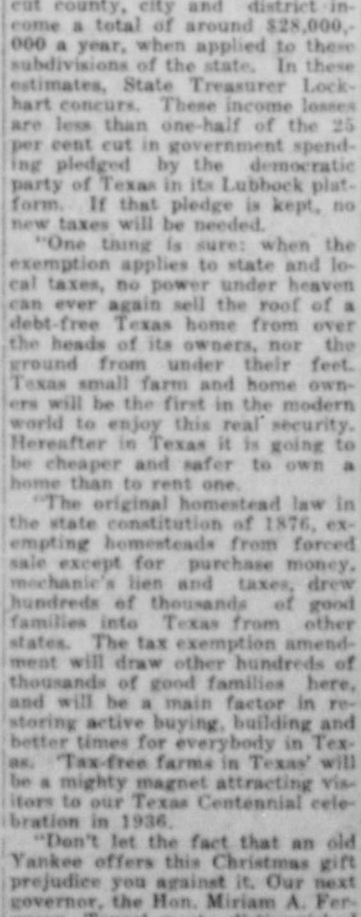 cut county, city and district in-
come a total of around $28,000,-
000 a year, when applied to these
subdivisions of the state. In these
estimates, State Treasurer Lock-
hart concurs. These income losses
are less than one-half of the 25
per cent cut in government spend-
ing pledged by the democratic
party of Texas in its Lubbock plat-
form. If that pledge is kept, no
new taxes will be needed.
"One thing is sure: when the
exemption applies to state and lo-
cal taxes, no power under heaven
can ever again sell the roof of a
debt-free Texas home from over
the heads of its owners, nor the
ground from under their feet.
Texas small farm and home own-
ers will be the first in the modern
world to enjoy this real security.
Hereafter in Texas it is going to
be cheaper and safer to own a
home than to rent one.
"The original homestead law in
the state constitution of 1876, ex-
empting homesteads from forced
sale except for purchase money,
mechanic's lien and taxes, drew
hundreds of thousands of good
families into Texas from other
states. The tax exemption amend-
ment will draw other hundreds of
thousands of good families here,
and will be a main factor in re-
storing active buying, building and
better times for everybody in Tex-
as. 'Tax-free farms in Texas' will
be a mighty magnet attracting vis-
itors to our Texas Centennial cele-
bration in 1936.
"Don't let the fact that an old
Yankee offers this Christmas gift
prejudice you against it. Our next
governor, the Hon. Miriam A. Fer-